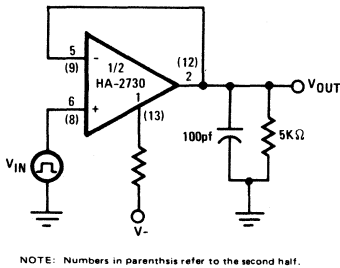 5
(9)
-
1/2
HA-2730
(12)
2
VOUT
6
(8)
+
1
(13)
100pf
5KΩ
VIN
V-
NOTE: Numbers in parenthsis refer to the second half.